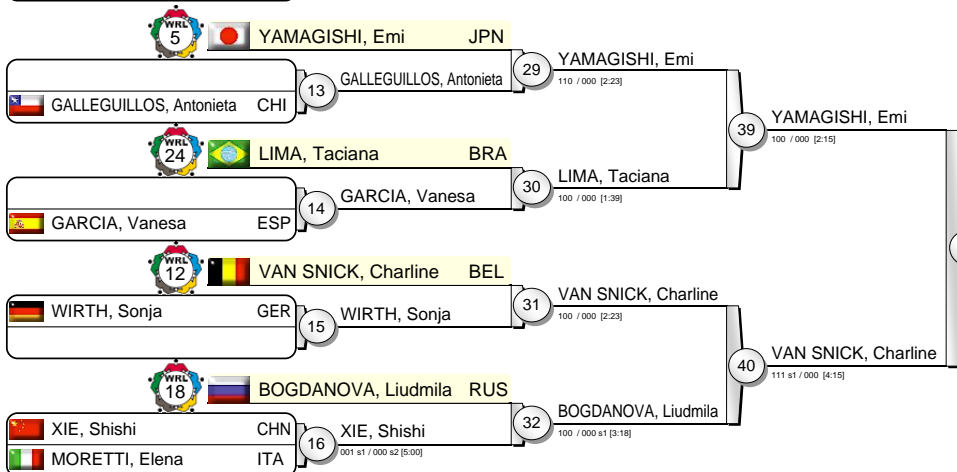 WRL
5
YAMAGISHI, Emi JPN
GALLEGUILLOS, Antonieta CHI
13
GALLEGUILLOS, Antonieta
29
YAMAGISHI, Emi
110 / 000 [2:23]
WRL
24
LIMA, Taciana BRA
GARCIA, Vanesa ESP
14
GARCIA, Vanesa
30
LIMA, Taciana
100 / 000 [1:39]
39
YAMAGISHI, Emi
100 / 000 [2:15]
WRL
12
VAN SNICK, Charline BEL
WIRTH, Sonja GER
15
WIRTH, Sonja
31
VAN SNICK, Charline
100 / 000 [2:23]
WRL
18
BOGDANOVA, Liudmila RUS
XIE, Shishi CHN
MORETTI, Elena ITA
16
XIE, Shishi
001 s1 / 000 s2 [5:00]
32
BOGDANOVA, Liudmila
100 / 000 s1 [3:18]
40
VAN SNICK, Charline
111 s1 / 000 [4:15]